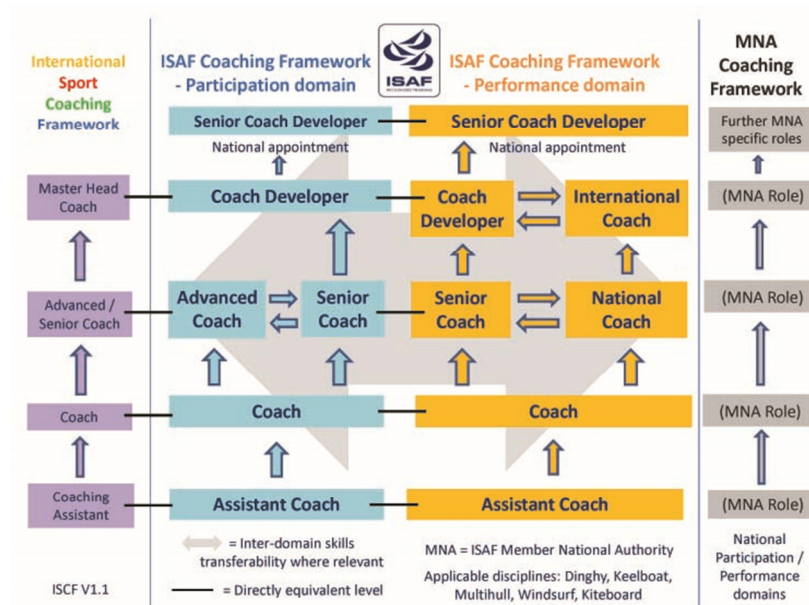 International
Sport
Coaching
Framework
ISAF Coaching Framework
- Participation domain
ISAF
ISAF Coaching Framework
- Performance domain
MNA
Coaching
Framework
Senior Coach Developer
Senior Coach Developer
Further MNA
specific roles
National appointment
National appointment
Master Head
Coach
Coach Developer
Coach
Developer
International
Coach
(MNA Role)
Advanced /
Senior Coach
Advanced
Coach
Senior
Coach
Senior
Coach
National
Coach
(MNA Role)
Coach
Coach
Coach
(MNA Role)
Coaching
Assistant
Assistant Coach
Assistant Coach
(MNA Role)
= Inter-domain skills
transferability where relevant
= Directly equivalent level
MNA = ISAF Member National Authority
Applicable disciplines: Dinghy, Keelboat,
Multihull, Windsurf, Kiteboard
National
Participation /
Performance
domains
ISCF V1.1